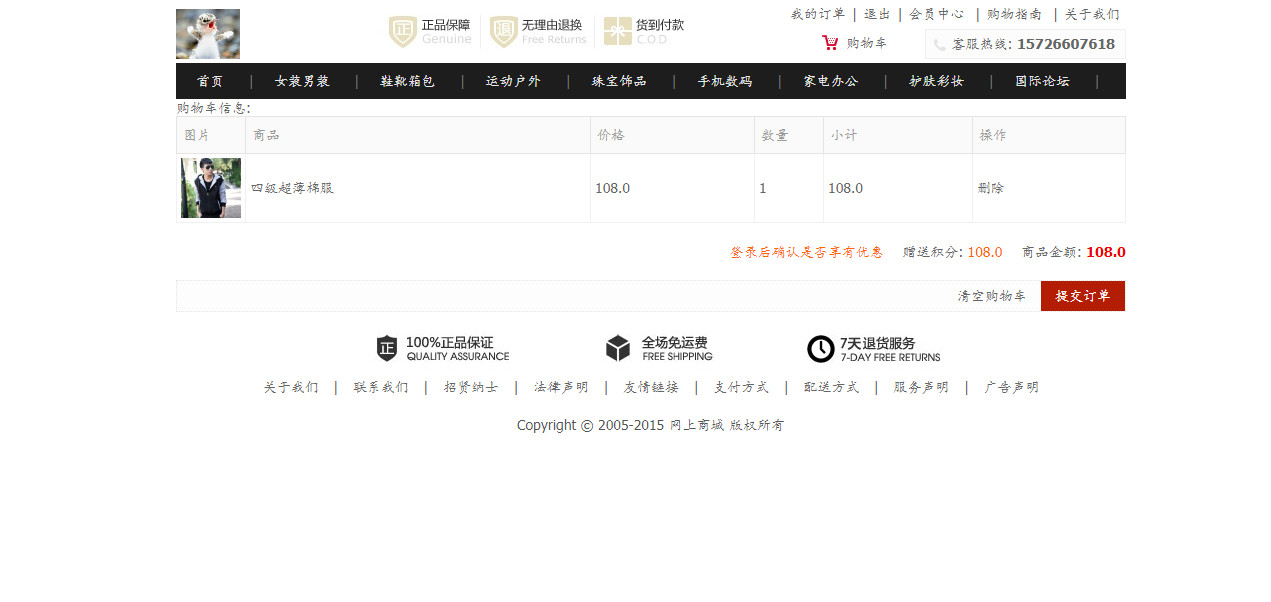 我的订单 | 退出 | 会员中心 | 购物指南 | 关于我们
正品保障 无理由退换 货到付款
Genuine Free Returns C.O.D
购物车 客服热线: 15726607618
首页 | 女装男装 | 鞋靴箱包 | 运动户外 | 珠宝饰品 | 手机数码 | 家电办公 | 护肤彩妆 | 国际论坛 |
购物车信息:
图片 商品 价格 数量 小计 操作
四级超薄棉服 108.0 1 108.0 删除
登录后确认是否享有优惠 赠送积分: 108.0 商品金额: 108.0
清空购物车 提交订单
正 100%正品保证 全场免运费 7天退货服务
QUALITY ASSURANCE FREE SHIPPING 7-DAY FREE RETURNS
关于我们 | 联系我们 | 招贤纳士 | 法律声明 | 友情链接 | 支付方式 | 配送方式 | 服务声明 | 广告声明
Copyright © 2005-2015 网上商城 版权所有